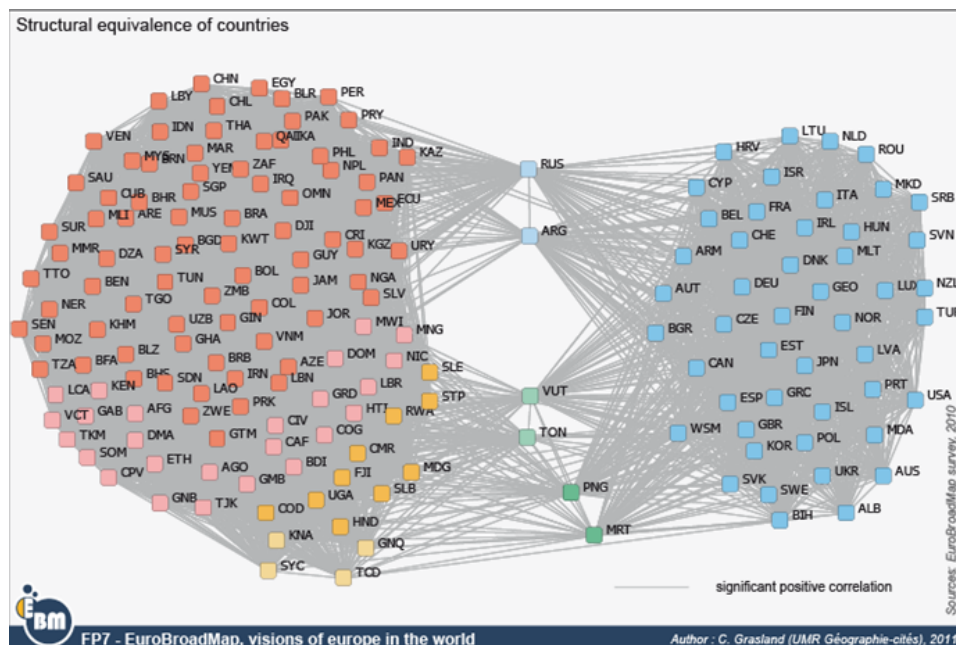 Structural equivalence of countries
CHN
EGY
LBY
CHL
BLR
PER
IDN
THA
PAK
PRY
VEN
MAR
PHL
IND
KAZ
RUS
HRV
LTU
NLD
ROU
BRN
YEM
ZAF
NPL
SAU
CUB
BHR
SGP
IRQ
OMN
PAN
MEX
ECU
CYP
ISR
ITA
MKD
SRB
SUR
MLI
ARE
MUS
BRA
DJI
CRI
KGZ
URY
ARG
BEL
FRA
IRL
HUN
SVN
MMR
DZA
SYR
BGD
KWT
GUY
ARM
CHE
DNK
MLT
TTO
BEN
TUN
BOL
JAM
NGA
AUT
DEU
GEO
LUX
NZL
NER
TGO
ZMB
COL
SLV
SEN
KHM
UZB
GIN
JOR
MWI
MNG
BGR
CZE
FIN
NOR
TUR
MOZ
BLZ
GHA
VNM
TZA
BFA
BHS
SDN
BRB
IRN
AZE
LBN
DOM
NIC
SLE
CAN
EST
JPN
LVA
LCA
KEN
LAO
PRK
GRD
LBR
STP
VUT
ESP
GRC
PRT
USA
VCT
GAB
AFG
ZWE
CIV
HTI
RWA
TKM
DMA
GTM
CAF
COG
TON
WSM
GBR
ISL
MDA
SOM
ETH
BDI
CMR
KOR
POL
CPV
AGO
GMB
FJI
MDG
SVK
UKR
AUS
GNB
TJK
COD
UGA
SLB
PNG
SWE
BIH
ALB
KNA
HND
MRT
SYC
TCD
GNQ
significant positive correlation
Sources: EuroBroadMap survey, 2010
EBM
FP7 - EuroBroadMap, visions of europe in the world
Author : C. Grasland (UMR Géographie-cités), 2011